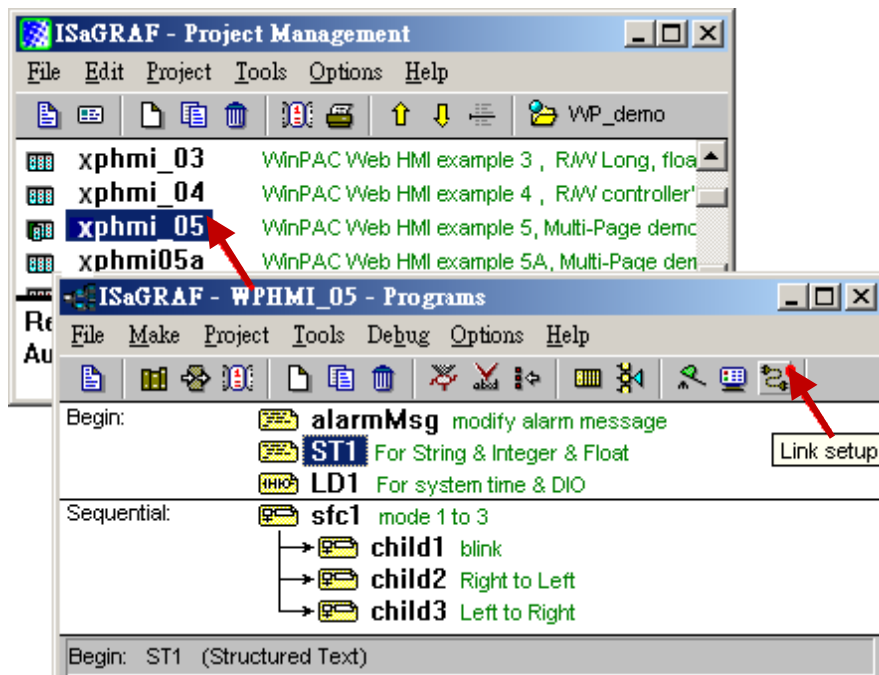 ISaGRAF - Project Management
File Edit Project Tools Options Help
WP_demo
xphmi_03 WinPAC Web HMI example 3 , R/W Long, floa
xphmi_04 WinPAC Web HMI example 4 , R/W controller'
xphmi_05 WinPAC Web HMI example 5, Multi-Page demo
xphmi05a WinPAC Web HMI example 5A, Multi-Page den
Re
Au
ISaGRAF - WPHMI_05 - Programs
File Make Project Tools Debug Options Help
Begin: alarmMsg modify alarm message
ST1 For String & Integer & Float
Link setup
LD1 For system time & DIO
Sequential: sfc1 mode 1 to 3
child1 blink
child2 Right to Left
child3 Left to Right
Begin: ST1 (Structured Text)